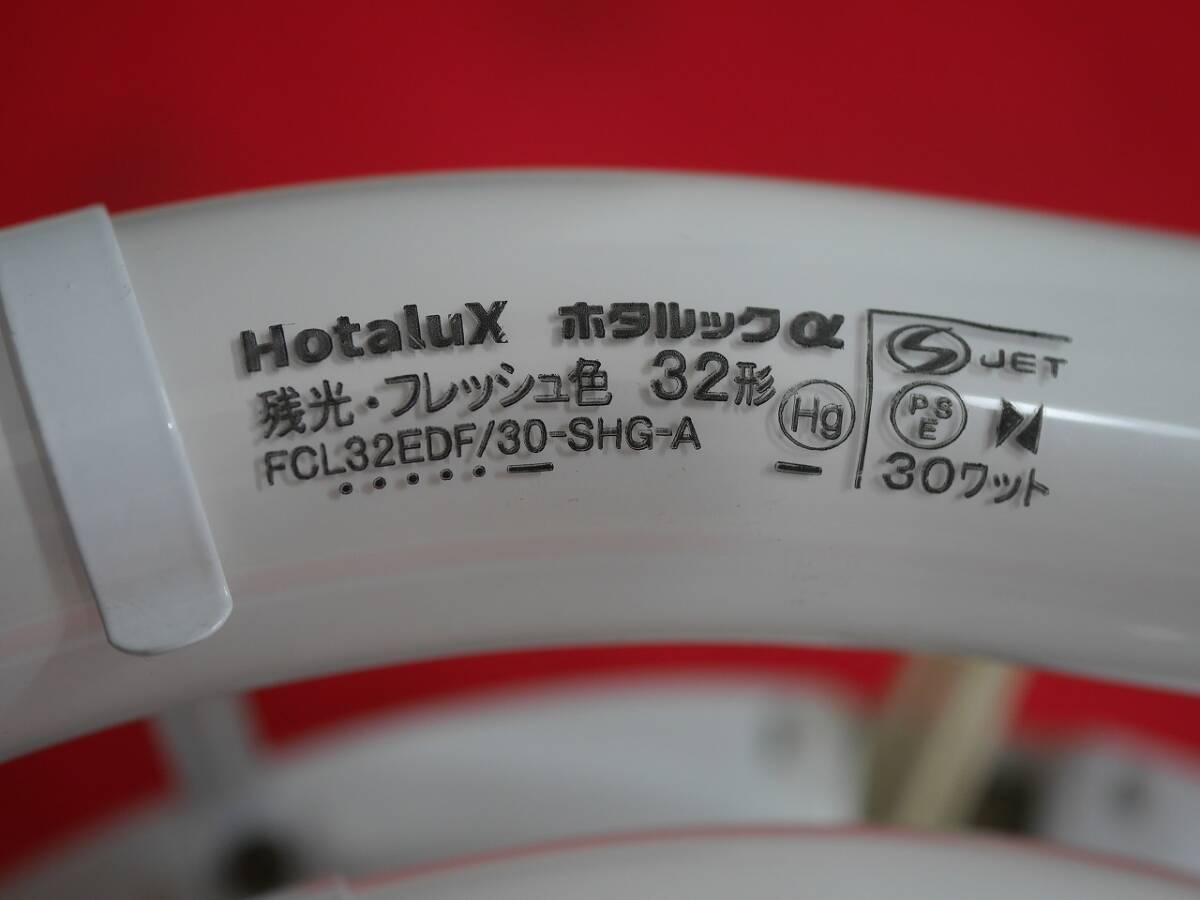 HotaluX ホタルックα
残光・フレッシュ色 32形
FCL32EDF/30-SHG-A
Hg
S JET
PS
E
30ワット